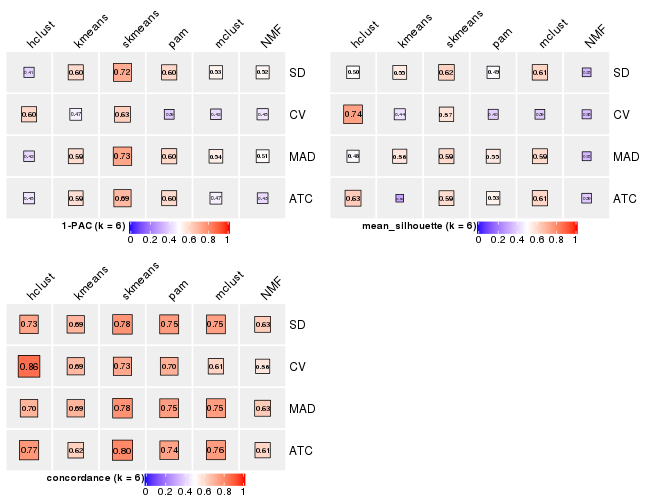 hclust kmeans skmeans pam mclust NMF
0.60 0.72 0.60 0.53 0.52 SD
0.60 0.47 0.63 CV
0.59 0.73 0.60 0.54 0.51 MAD
0.59 0.69 0.60 0.47 ATC
1-PAC (k = 6)
0 0.2 0.4 0.6 0.8 1
hclust kmeans skmeans pam mclust NMF
0.50 0.55 0.62 0.49 0.61 SD
0.74 0.44 0.57 CV
0.48 0.56 0.59 0.55 0.59 MAD
0.63 0.59 0.53 0.61 ATC
mean_silhouette (k = 6)
0 0.2 0.4 0.6 0.8 1
hclust kmeans skmeans pam mclust NMF
0.73 0.69 0.78 0.75 0.75 0.63 SD
0.86 0.69 0.73 0.70 0.61 0.56 CV
0.70 0.69 0.78 0.75 0.75 0.63 MAD
0.77 0.62 0.80 0.74 0.76 0.61 ATC
concordance (k = 6)
0 0.2 0.4 0.6 0.8 1